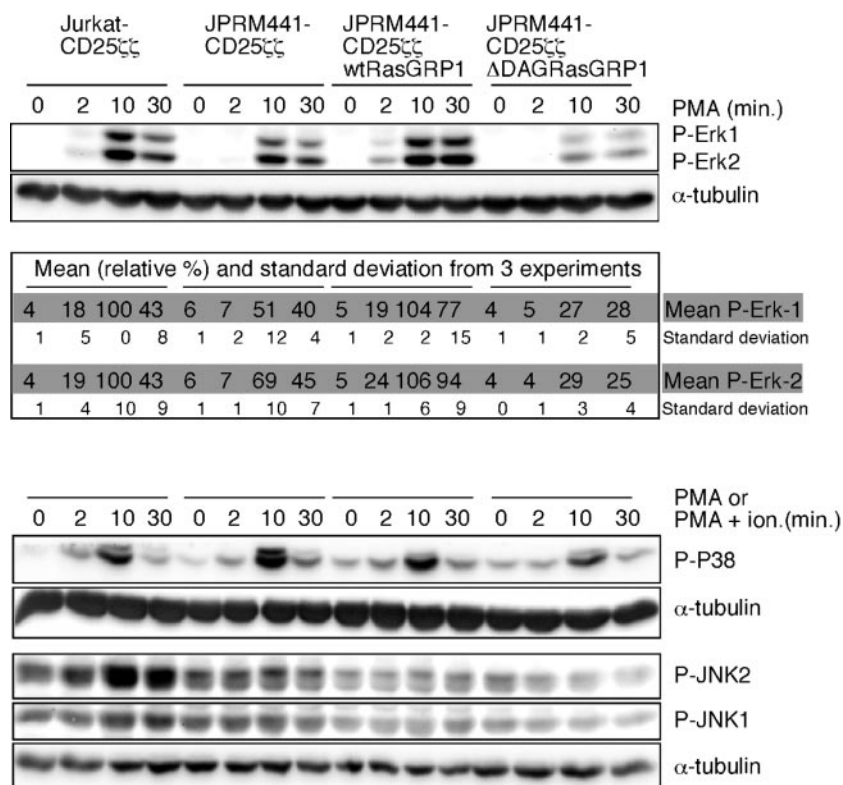 Jurkat-CD25ζζ JPRM441-CD25ζζ JPRM441-CD25ζζ wtRasGRP1 JPRM441-CD25ζζ ΔDAGRasGRP1
0 2 10 30 0 2 10 30 0 2 10 30 0 2 10 30 PMA (min.)
P-Erk1
P-Erk2
α-tubulin
Mean (relative %) and standard deviation from 3 experiments
4 18 100 43 6 7 51 40 5 19 104 77 4 5 27 28 Mean P-Erk-1
1 5 0 8 1 2 12 4 1 2 2 15 1 1 2 5 Standard deviation
4 19 100 43 6 7 69 45 5 24 106 94 4 4 29 25 Mean P-Erk-2
1 4 10 9 1 1 10 7 1 1 6 9 0 1 3 4 Standard deviation
PMA or
0 2 10 30 0 2 10 30 0 2 10 30 0 2 10 30 PMA + ion.(min.)
P-P38
α-tubulin
P-JNK2
P-JNK1
α-tubulin